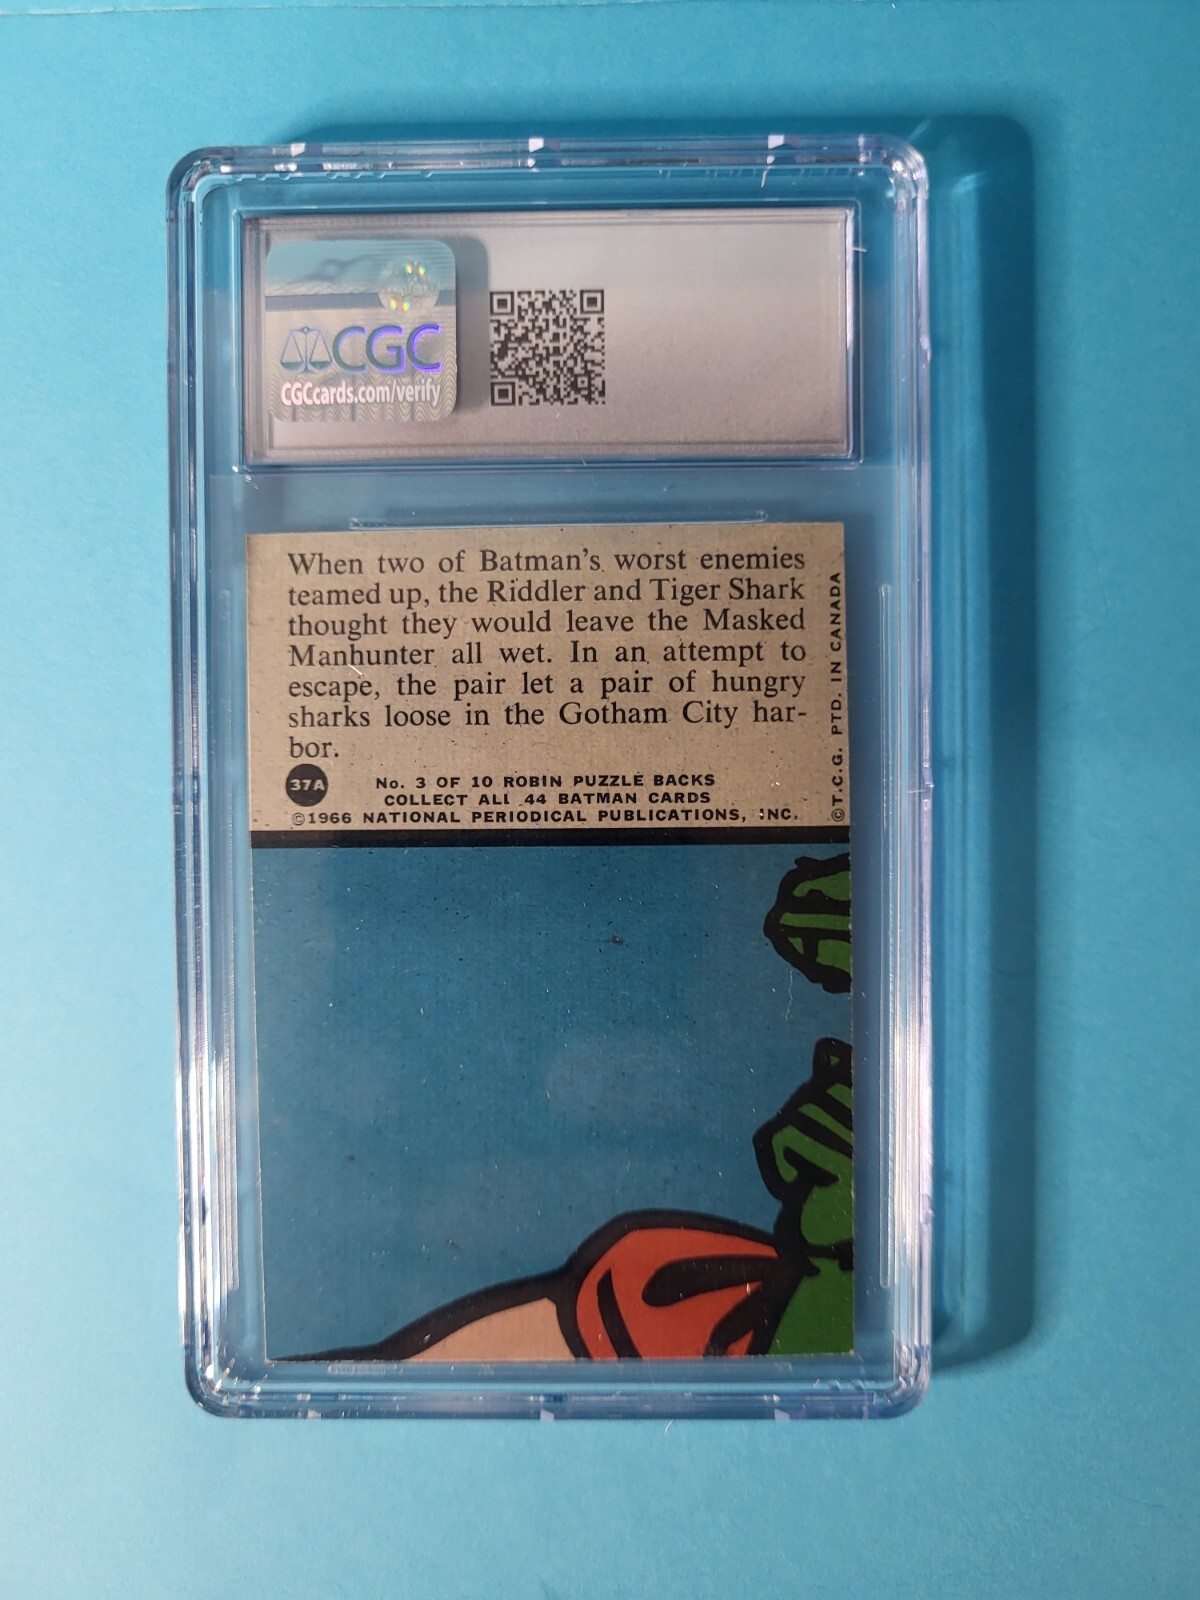 CGC
CGCcards.com/verify
When two of Batman's worst enemies
teamed up, the Riddler and Tiger Shark
thought they would leave the Masked
Manhunter all wet. In an attempt to
escape, the pair let a pair of hungry
sharks loose in the Gotham City har-
bor.
37A
No. 3 OF 10 ROBIN PUZZLE BACKS
COLLECT ALL 44 BATMAN CARDS
©1966 NATIONAL PERIODICAL PUBLICATIONS, INC.
©T.C.G. PTD. IN CANADA